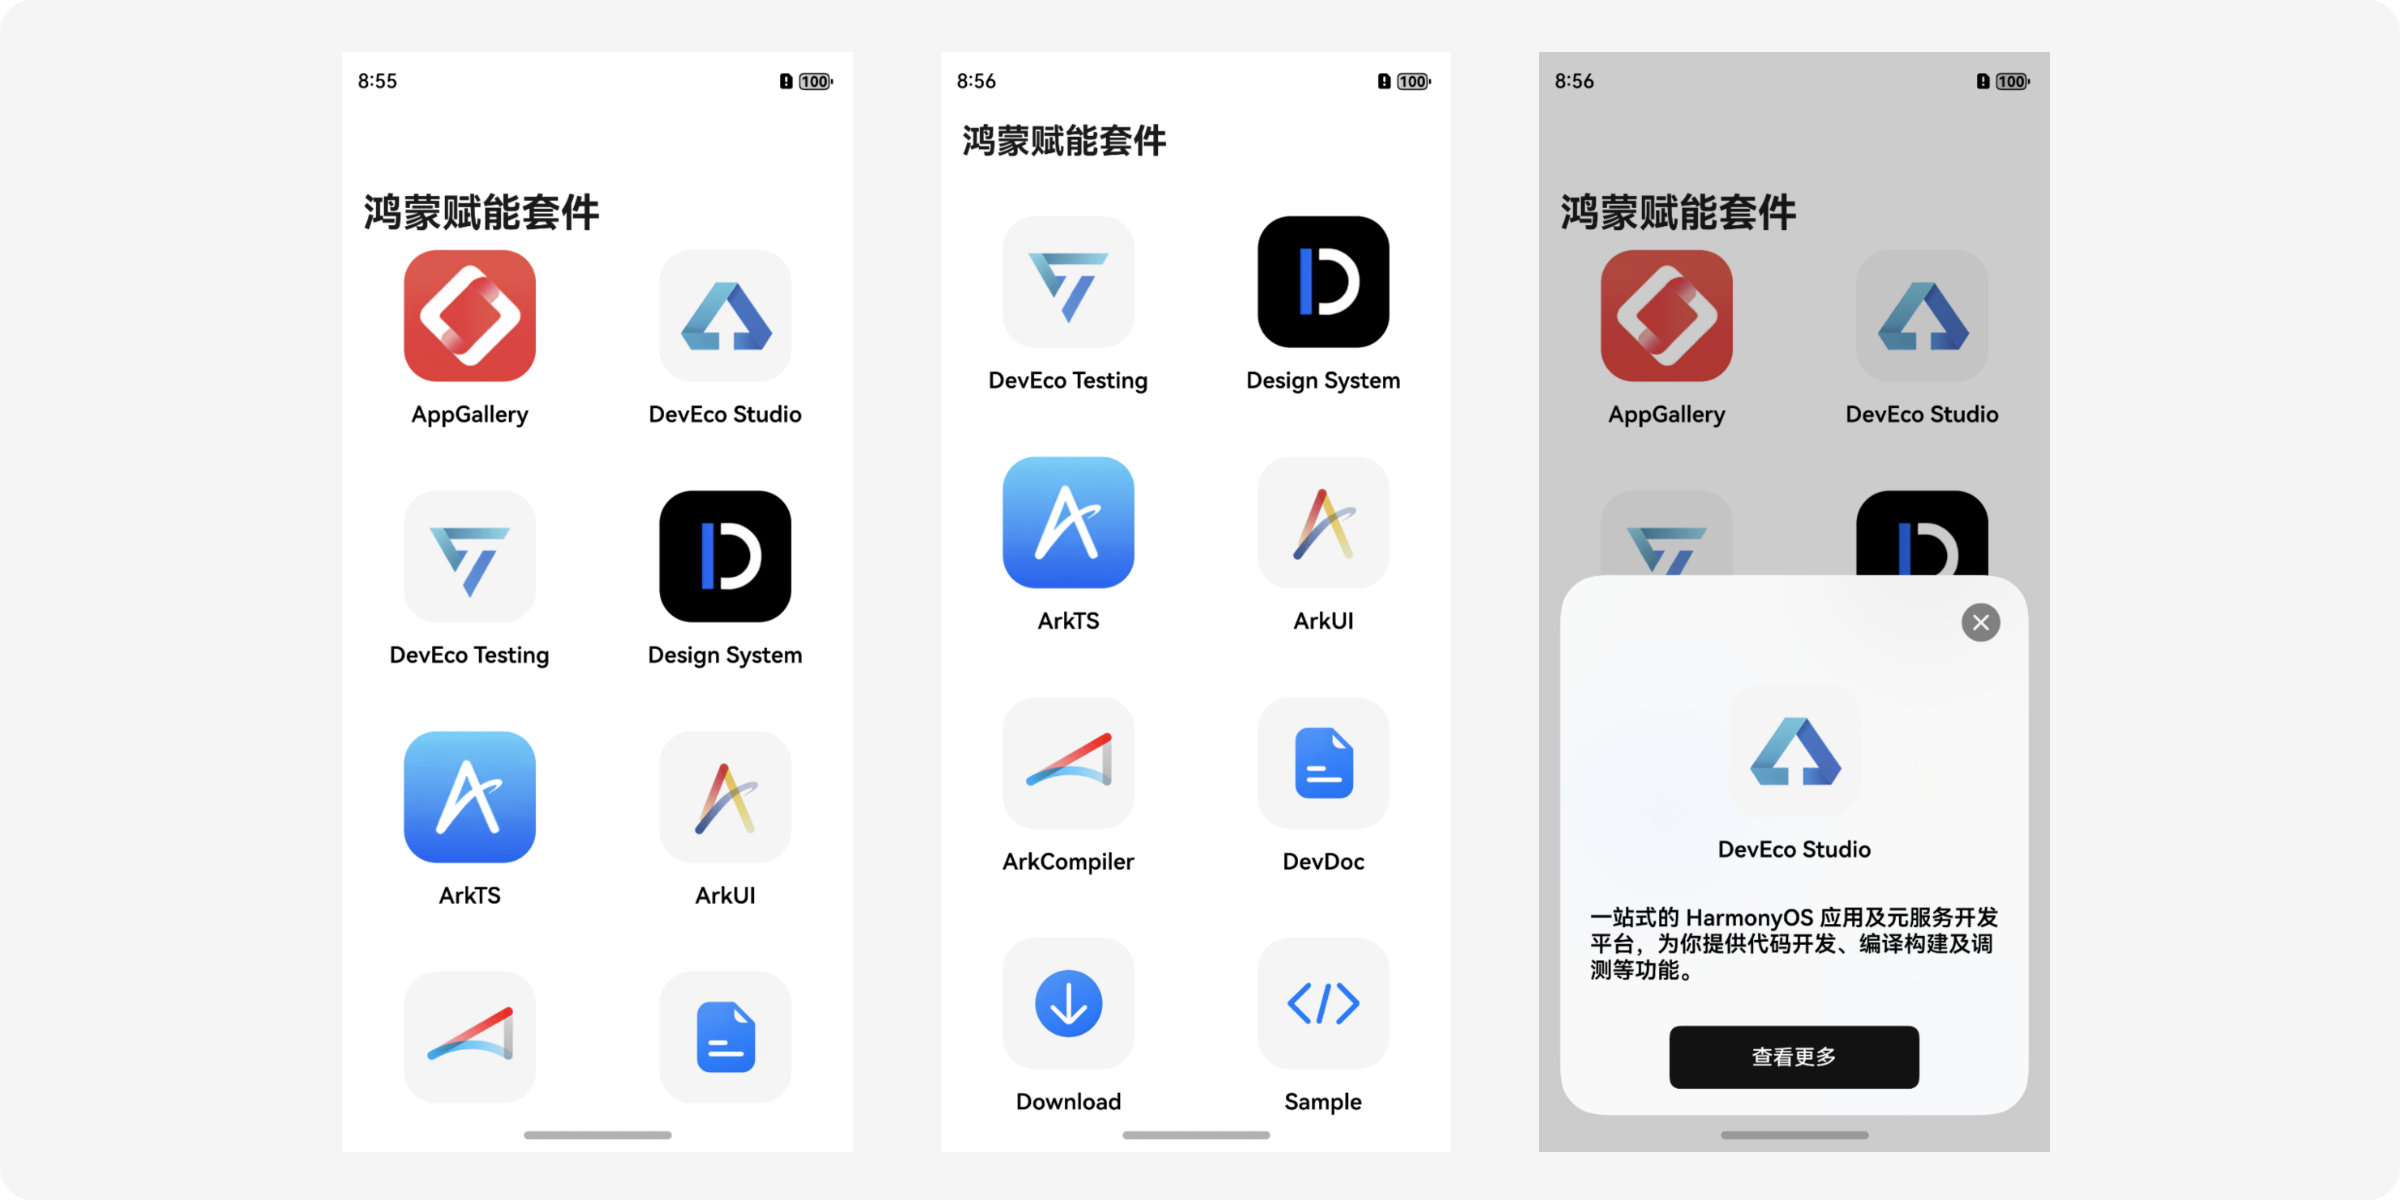 8:55
100
鸿蒙赋能套件
AppGallery
DevEco Studio
DevEco Testing
Design System
ArkTS
ArkUI
8:56
100
鸿蒙赋能套件
DevEco Testing
Design System
ArkTS
ArkUI
ArkCompiler
DevDoc
Download
Sample
8:56
100
鸿蒙赋能套件
AppGallery
DevEco Studio
DevEco Studio
一站式的 HarmonyOS 应用及元服务开发
平台，为你提供代码开发、编译构建及调
测等功能。
查看更多